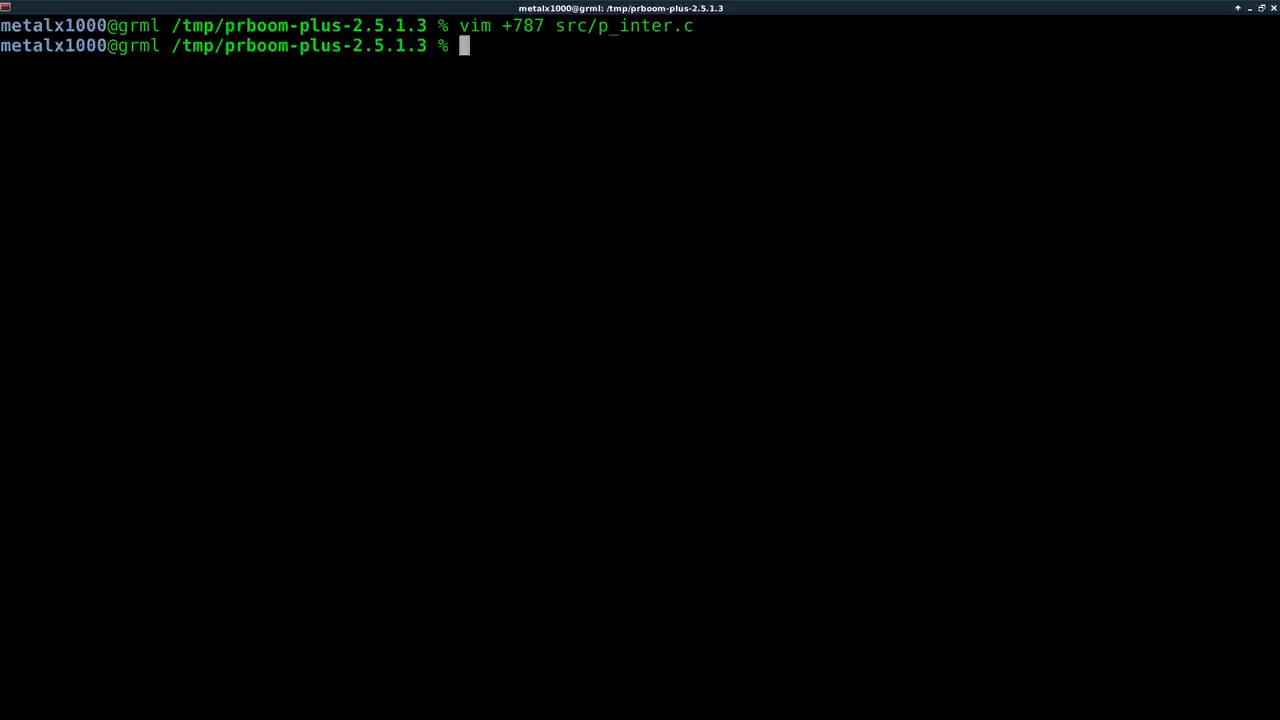 metalx1000@grml: /tmp/prboom-plus-2.5.1.3
metalx1000@grml /tmp/prboom-plus-2.5.1.3 % vim +787 src/p_inter.c
metalx1000@grml /tmp/prboom-plus-2.5.1.3 %